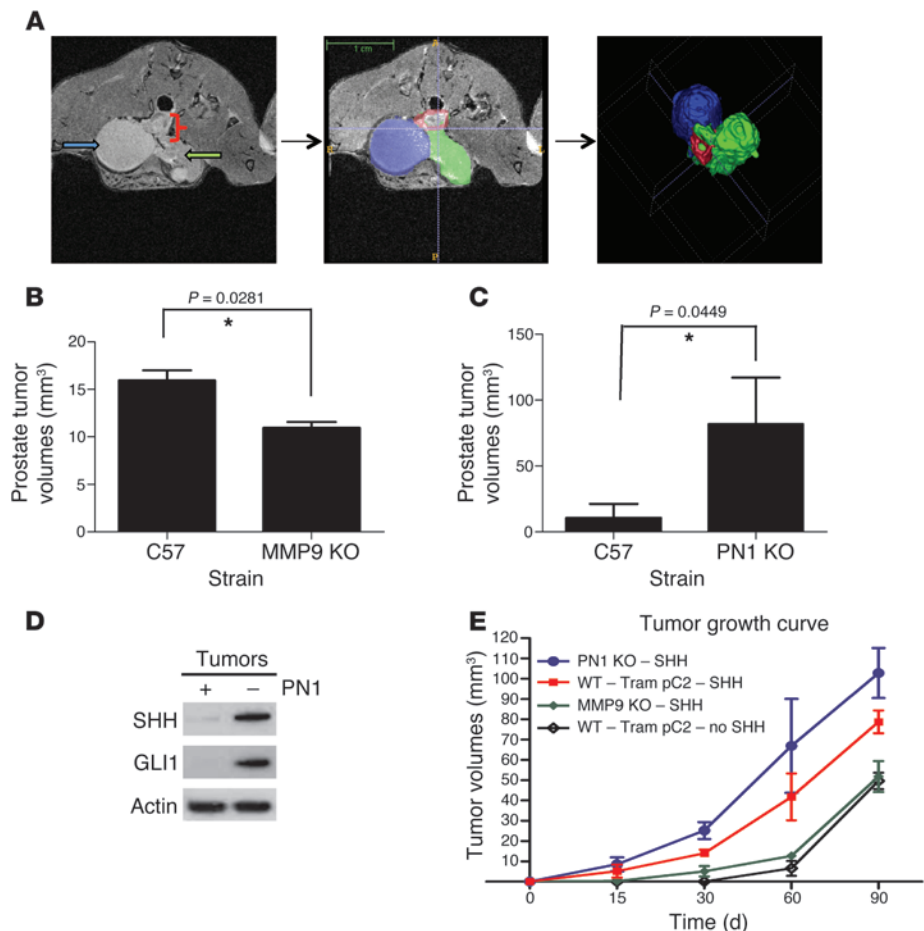 A
1 cm
B
P = 0.0281
*
Prostate tumor
volumes (mm³)
20
15
10
5
0
C57
MMP9 KO
Strain
C
P = 0.0449
*
Prostate tumor
volumes (mm³)
150
100
50
0
C57
PN1 KO
Strain
D
Tumors
+ − PN1
SHH
GLI1
Actin
E
Tumor growth curve
PN1 KO – SHH
WT – Tram pC2 – SHH
MMP9 KO – SHH
WT – Tram pC2 – no SHH
Tumor volumes (mm³)
120
110
100
90
80
70
60
50
40
30
20
10
0 15 30 60 90
Time (d)